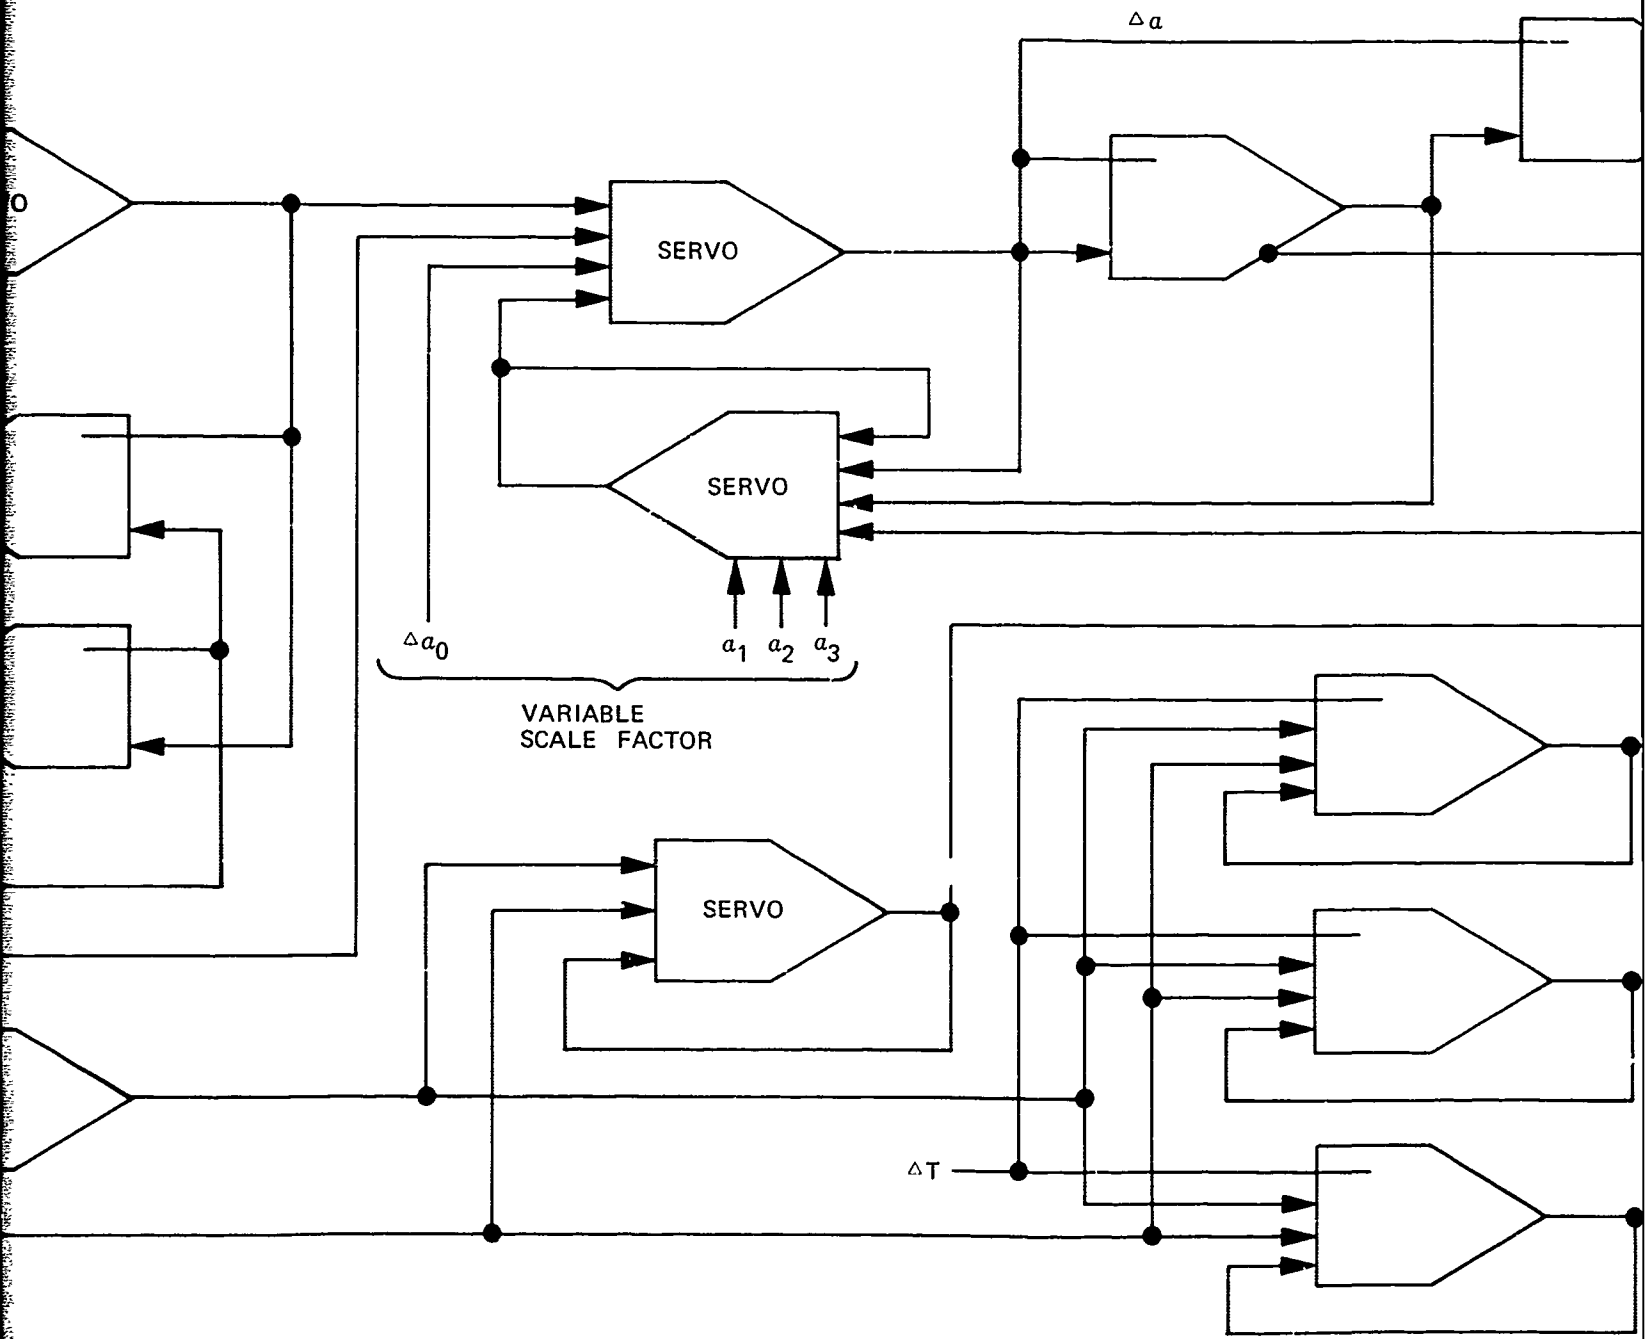 Δa
O
SERVO
SERVO
Δa₀
a₁ a₂ a₃
VARIABLE
SCALE FACTOR
SERVO
ΔT